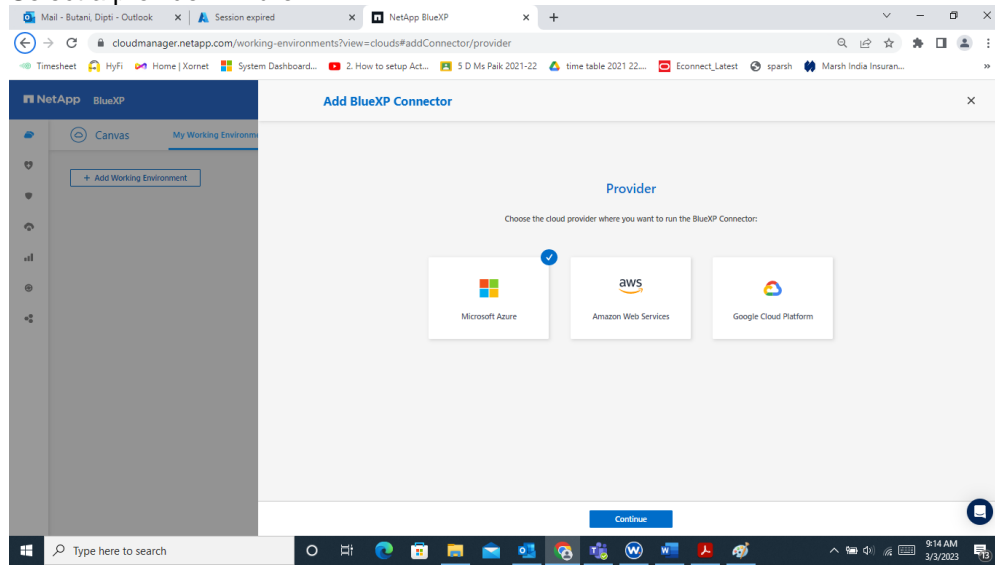 Mail - Butani, Dipti - Outlook
Session expired
NetApp BlueXP
cloudmanager.netapp.com/working-environments?view=clouds#addConnector/provider
Timesheet HyFi Home | Xornet System Dashboard... 2. How to setup Act... 5 D Ms Paik 2021-22 time table 2021 22.... Econnect_Latest sparsh Marsh India Insuran...
NetApp BlueXP
Add BlueXP Connector
Canvas
My Working Environm
+ Add Working Environment
Provider
Choose the cloud provider where you want to run the BlueXP Connector:
aws
Microsoft Azure
Amazon Web Services
Google Cloud Platform
Continue
Type here to search
9:14 AM
3/3/2023